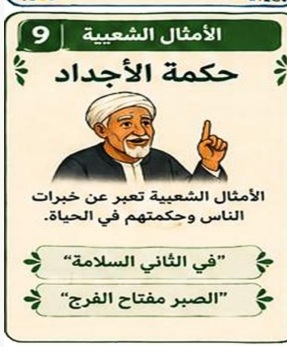 9
الأمثال الشعبية
حكمة الأجداد
الأمثال الشعبية تعبر عن خبرات
الناس وحكمتهم في الحياة.
”في الثاني السلامة“
”الصبر مفتاح الفرج“